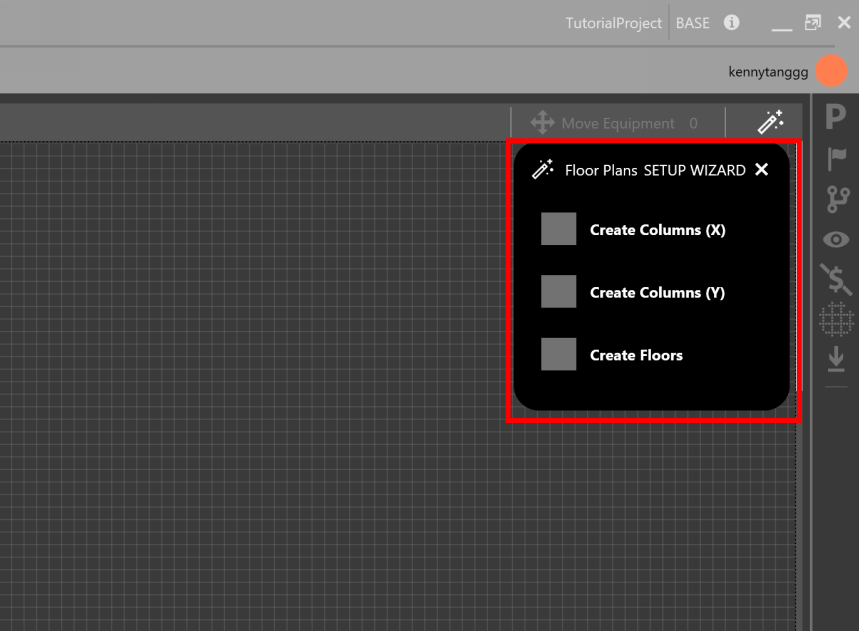 TutorialProject BASE
kennytanggg
Move Equipment 0
P
Floor Plans SETUP WIZARD
Create Columns (X)
Create Columns (Y)
Create Floors